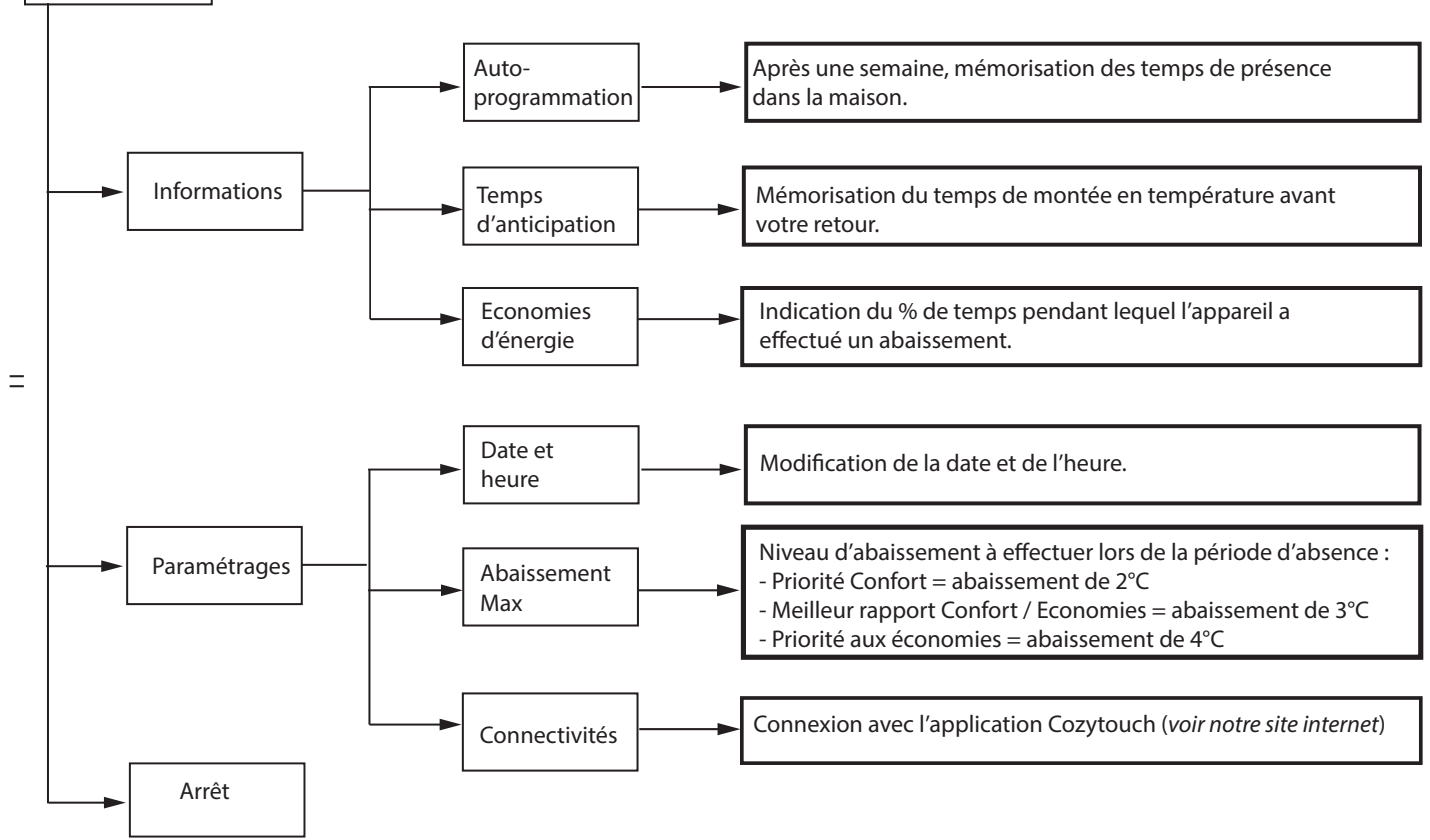 Auto-
programmation
Après une semaine, mémorisation des temps de présence
dans la maison.
Informations
Temps
d'anticipation
Mémorisation du temps de montée en température avant
votre retour.
Economies
d'énergie
Indication du % de temps pendant lequel l'appareil a
effectué un abaissement.
=
Date et
heure
Modification de la date et de l'heure.
Paramétrages
Abaissement
Max
Niveau d'abaissement à effectuer lors de la période d'absence :
- Priorité Confort = abaissement de 2°C
- Meilleur rapport Confort / Economies = abaissement de 3°C
- Priorité aux économies = abaissement de 4°C
Connectivités
Connexion avec l'application Cozytouch (voir notre site internet)
Arrêt